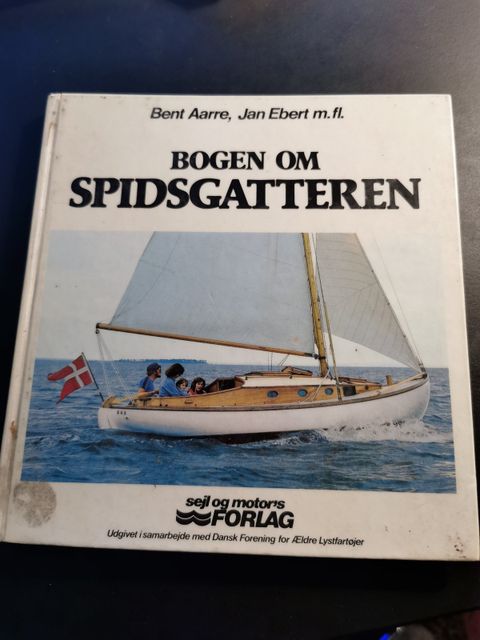 Bent Aarre, Jan Ebert m.fl.
BOGEN OM
SPIDSGATTEREN
sejl og motor's
FORLAG
Udgivet i samarbejde med Dansk Forening for Ældre Lystfartøjer